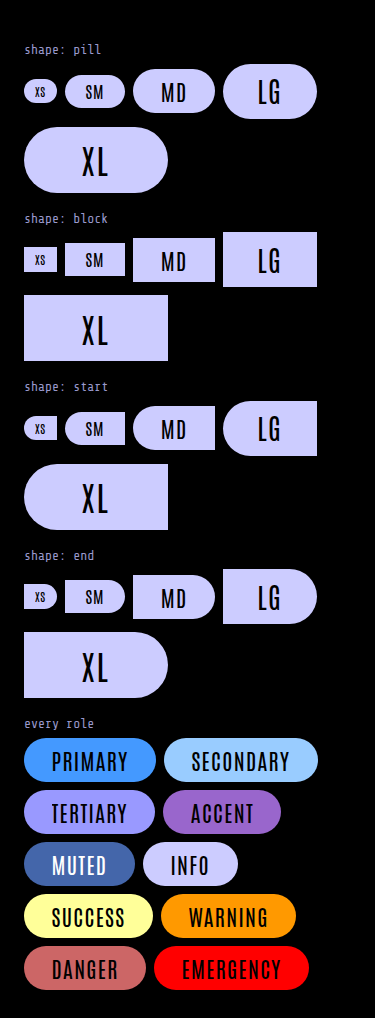 shape: pill
XS SM MD LG
XL
shape: block
XS SM MD LG
XL
shape: start
XS SM MD LG
XL
shape: end
XS SM MD LG
XL
every role
PRIMARY SECONDARY
TERTIARY ACCENT
MUTED INFO
SUCCESS WARNING
DANGER EMERGENCY